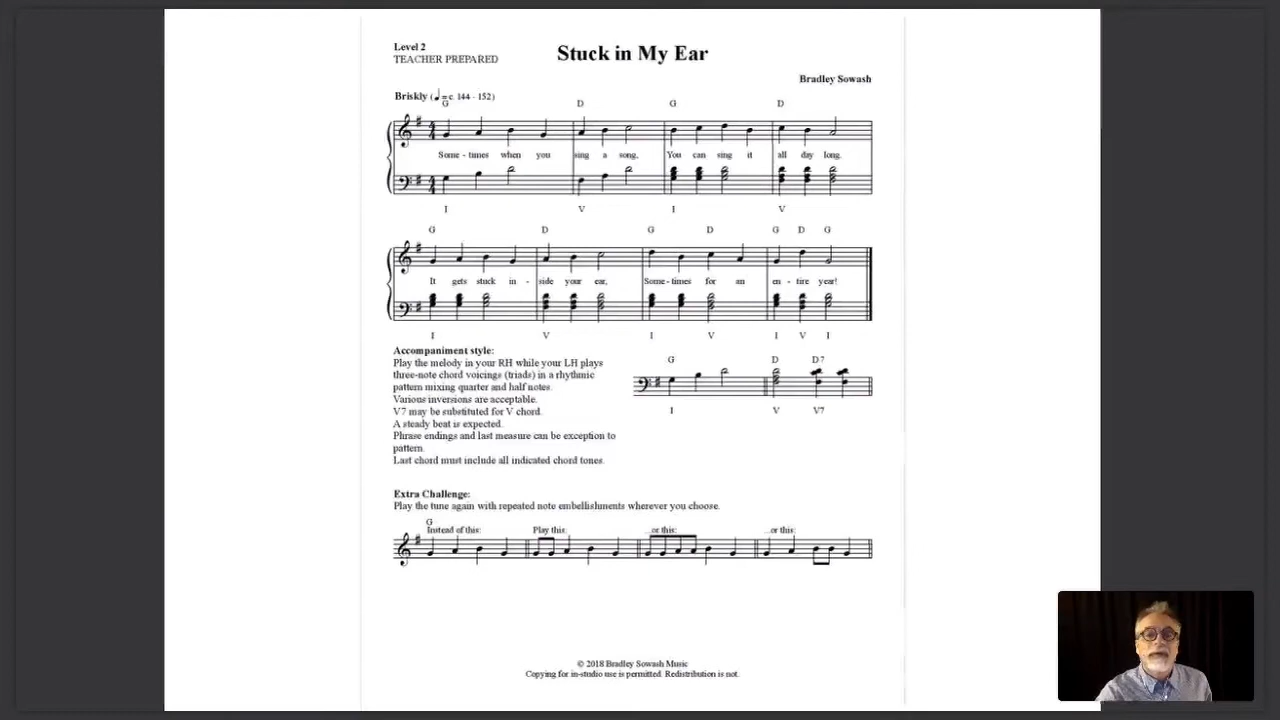 Level 2
TEACHER PREPARED
Stuck in My Ear
Bradley Sowash
Briskly (♩ = c. 144 - 152)
G D G D
4 4
Some - times when you sing a song, You can sing it all day long.
4 4
I V I V
G D G D G D G
It gets stuck in - side your ear, Some - times for an en - tire year!
I V I V I V I
Accompaniment style:
Play the melody in your RH while your LH plays
three-note chord voicings (triads) in a rhythmic
pattern mixing quarter and half notes.
Various inversions are acceptable.
V7 may be substituted for V chord.
A steady beat is expected.
Phrase endings and last measure can be exception to
pattern.
Last chord must include all indicated chord tones.
G D D7
I V V7
Extra Challenge:
Play the tune again with repeated note embellishments wherever you choose.
G
Instead of this: Play this: ...or this: ...or this:
© 2018 Bradley Sowash Music
Copying for in-studio use is permitted. Redistribution is not.